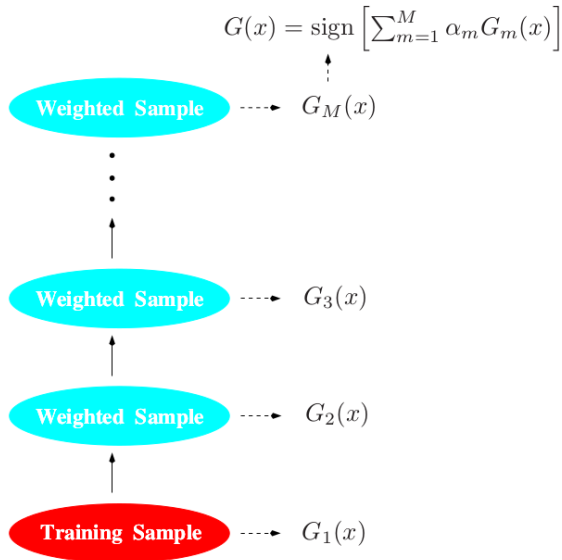 G(x) = sign [∑_{m=1}^{M} α_m G_m(x)]
Weighted Sample G_M(x)
Weighted Sample G_3(x)
Weighted Sample G_2(x)
Training Sample G_1(x)